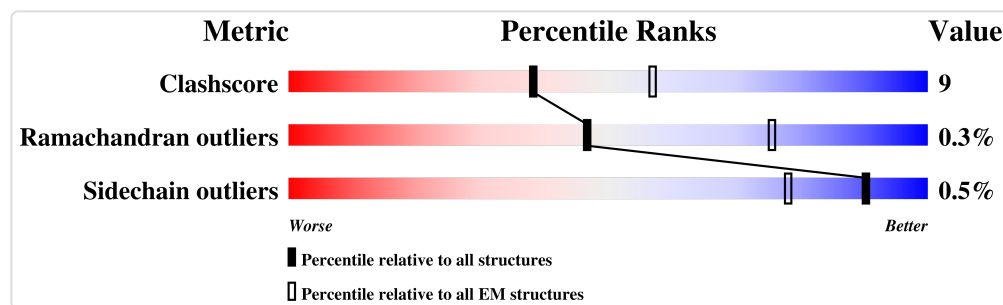 Metric Percentile Ranks Value
Clashscore 9
Ramachandran outliers 0.3%
Sidechain outliers 0.5%
Worse Better
Percentile relative to all structures
Percentile relative to all EM structures